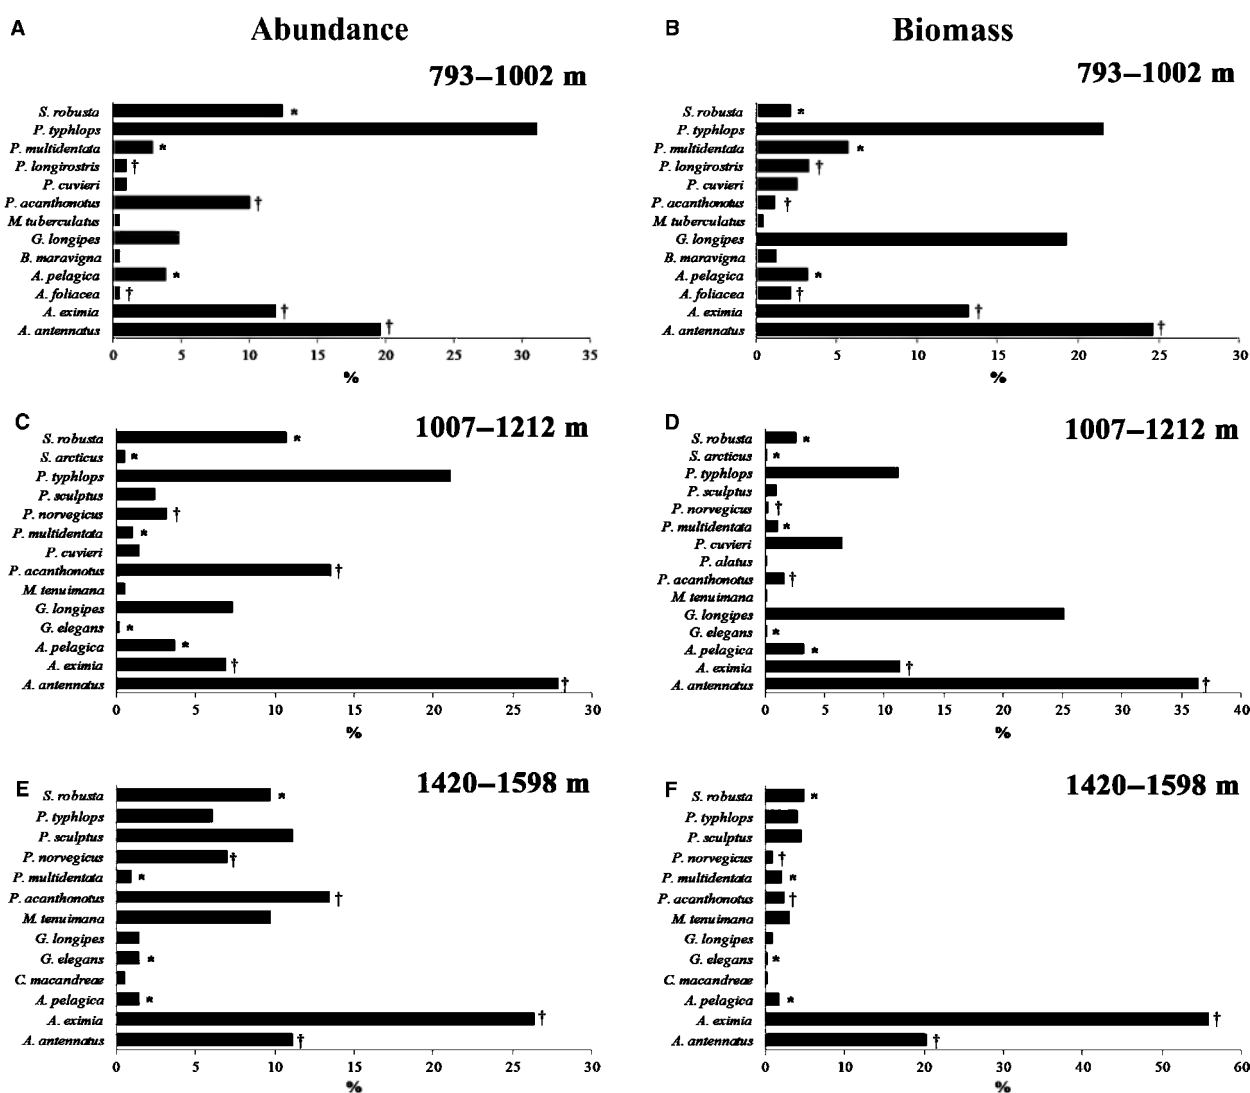 A
Abundance
793–1002 m
S. robusta *
P. typhlops
P. multidentata *
P. longirostris †
P. cuvieri
P. acanthonotus †
M. tuberculatus
G. longipes
B. maravigna
A. pelagica *
A. foliacea †
A. eximia †
A. antennatus †
0 5 10 15 20 25 30 35
%
B
Biomass
793–1002 m
S. robusta *
P. typhlops
P. multidentata *
P. longirostris †
P. cuvieri
P. acanthonotus †
M. tuberculatus
G. longipes
B. maravigna
A. pelagica *
A. foliacea †
A. eximia †
A. antennatus †
0 5 10 15 20 25 30
%
C
1007–1212 m
S. robusta *
S. arcticus *
P. typhlops
P. sculptus
P. norvegicus †
P. multidentata *
P. cuvieri
P. acanthonotus †
M. tenuimana
G. longipes
G. elegans *
A. pelagica *
A. eximia †
A. antennatus †
0 5 10 15 20 25 30
%
D
1007–1212 m
S. robusta *
S. arcticus *
P. typhlops
P. sculptus
P. norvegicus †
P. multidentata *
P. cuvieri
P. alatus
P. acanthonotus †
M. tenuimana
G. longipes
G. elegans *
A. pelagica *
A. eximia †
A. antennatus †
0 5 10 15 20 25 30 35 40
%
E
1420–1598 m
S. robusta *
P. typhlops
P. sculptus
P. norvegicus †
P. multidentata *
P. acanthonotus †
M. tenuimana
G. longipes
G. elegans *
C. macandreae
A. pelagica *
A. eximia †
A. antennatus †
0 5 10 15 20 25 30
%
F
1420–1598 m
S. robusta *
P. typhlops
P. sculptus
P. norvegicus †
P. multidentata *
P. acanthonotus †
M. tenuimana
G. longipes
G. elegans *
C. macandreae
A. pelagica *
A. eximia †
A. antennatus †
0 10 20 30 40 50 60
%